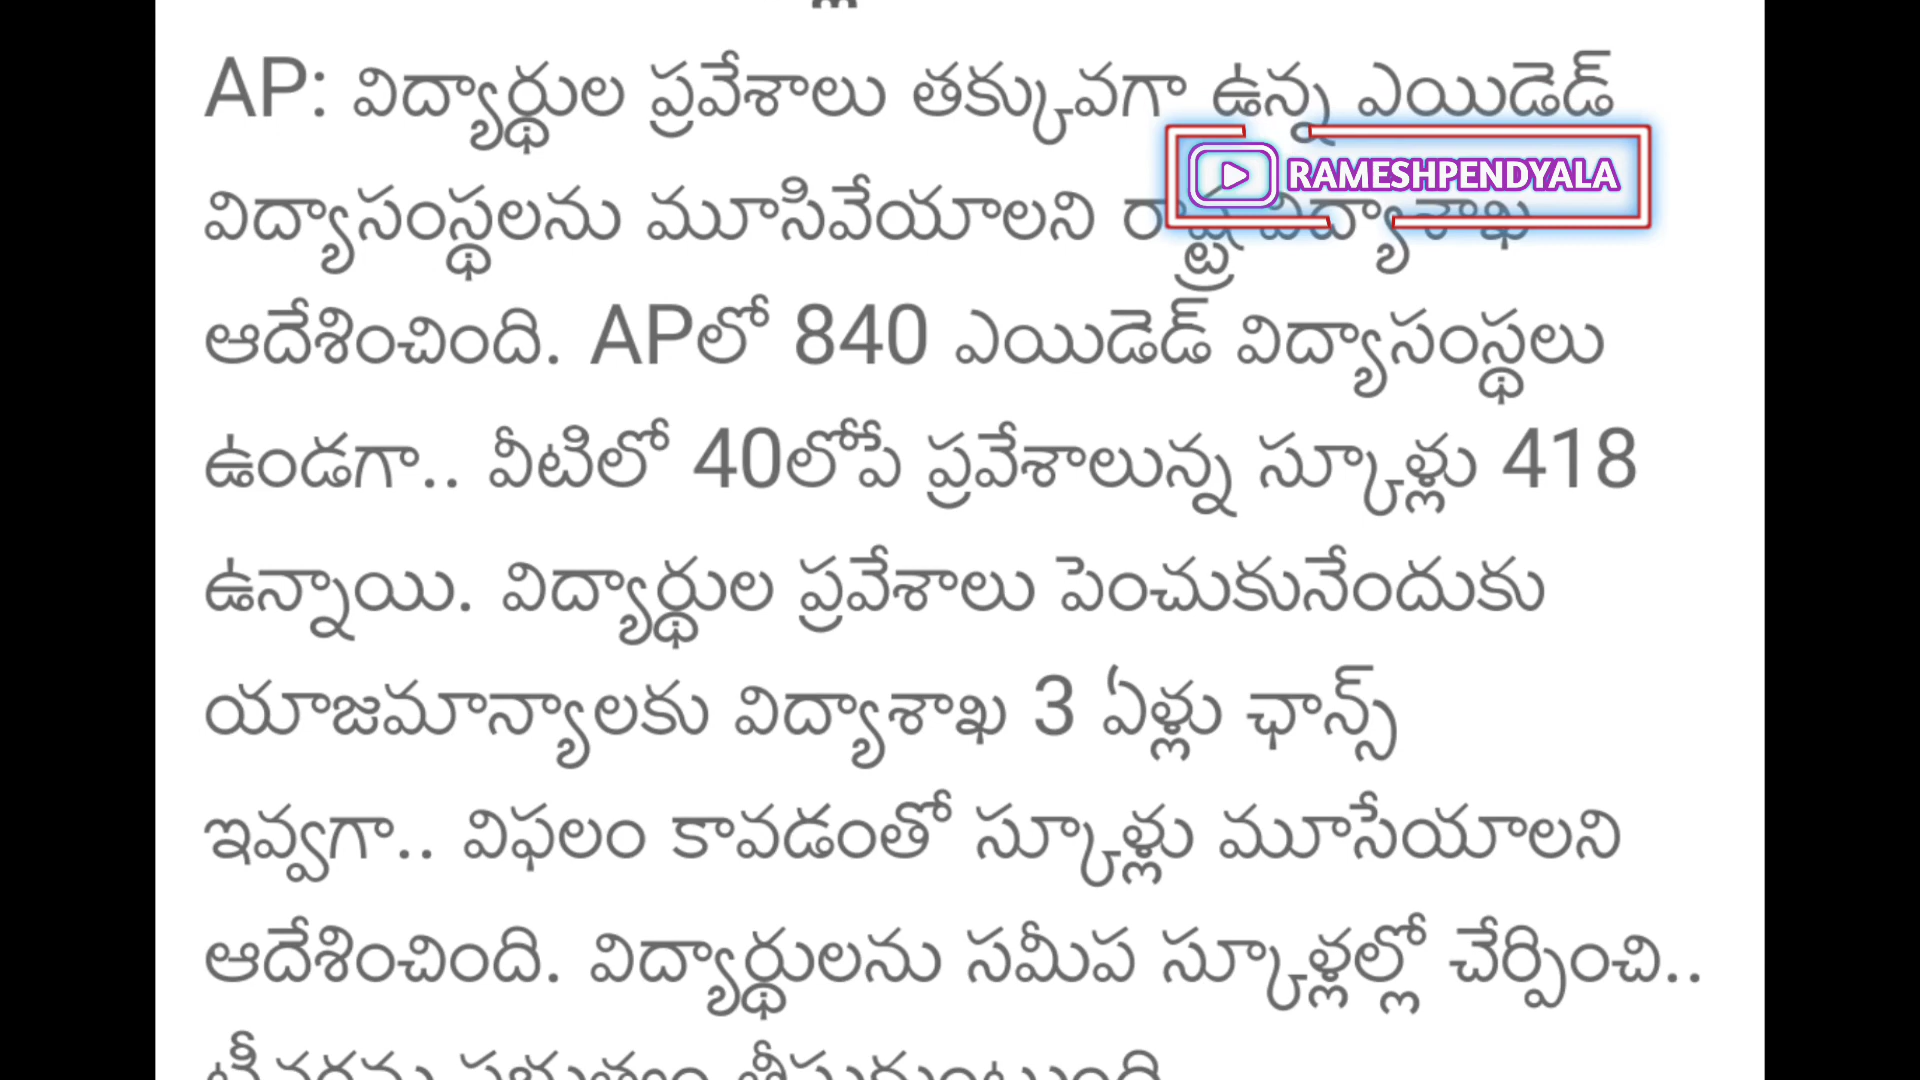 AP: విద్యార్థుల ప్రవేశాలు తక్కువగా ఉన్న ఎయిడెడ్
RAMESHPENDYALA
విద్యాసంస్థలను మూసివేయాలని రాష్ట్ర విద్యాశాఖ
ఆదేశించింది. APలో 840 ఎయిడెడ్ విద్యాసంస్థలు
ఉండగా.. వీటిలో 40లోపే ప్రవేశాలున్న స్కూళ్లు 418
ఉన్నాయి. విద్యార్థుల ప్రవేశాలు పెంచుకునేందుకు
యాజమాన్యాలకు విద్యాశాఖ 3 ఏళ్లు ఛాన్స్
ఇవ్వగా.. విఫలం కావడంతో స్కూళ్లు మూసేయాలని
ఆదేశించింది. విద్యార్థులను సమీప స్కూళ్లల్లో చేర్పించి..